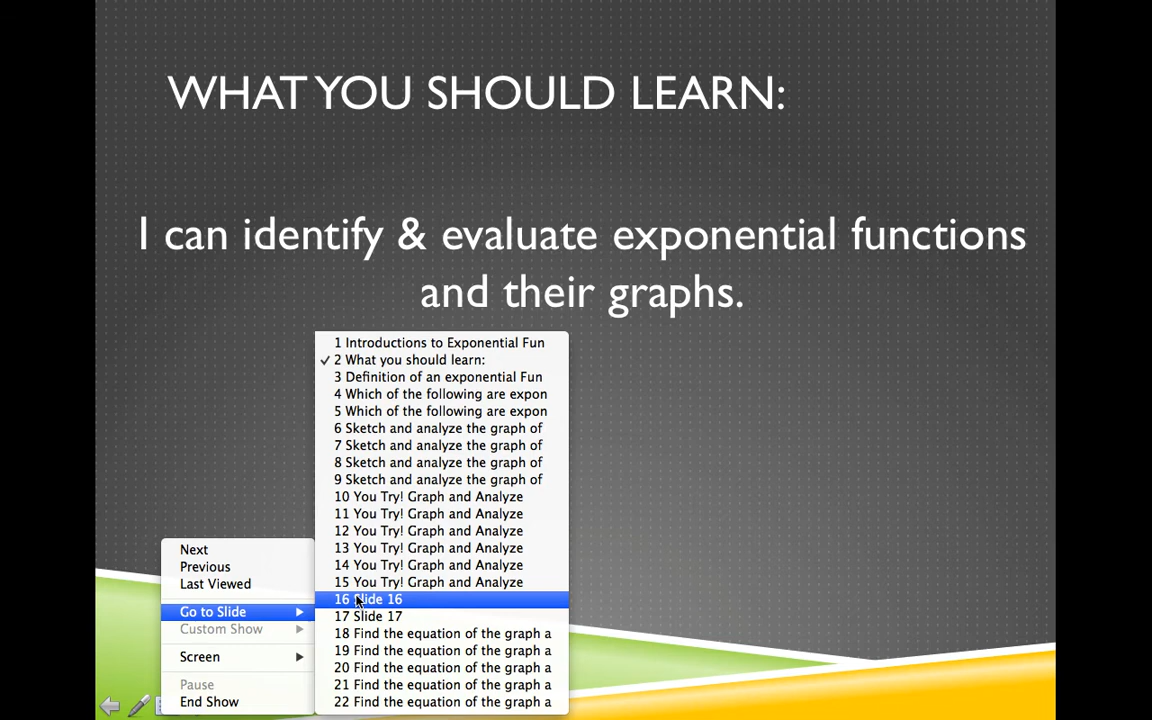 WHAT YOU SHOULD LEARN:
I can identify & evaluate exponential functions
and their graphs.
1 Introductions to Exponential Fun
✓ 2 What you should learn:
3 Definition of an exponential Fun
4 Which of the following are expon
5 Which of the following are expon
6 Sketch and analyze the graph of
7 Sketch and analyze the graph of
8 Sketch and analyze the graph of
9 Sketch and analyze the graph of
10 You Try! Graph and Analyze
11 You Try! Graph and Analyze
12 You Try! Graph and Analyze
13 You Try! Graph and Analyze
14 You Try! Graph and Analyze
15 You Try! Graph and Analyze
16 Slide 16
17 Slide 17
18 Find the equation of the graph a
19 Find the equation of the graph a
20 Find the equation of the graph a
21 Find the equation of the graph a
22 Find the equation of the graph a
Next
Previous
Last Viewed
Go to Slide
Custom Show
Screen
Pause
End Show